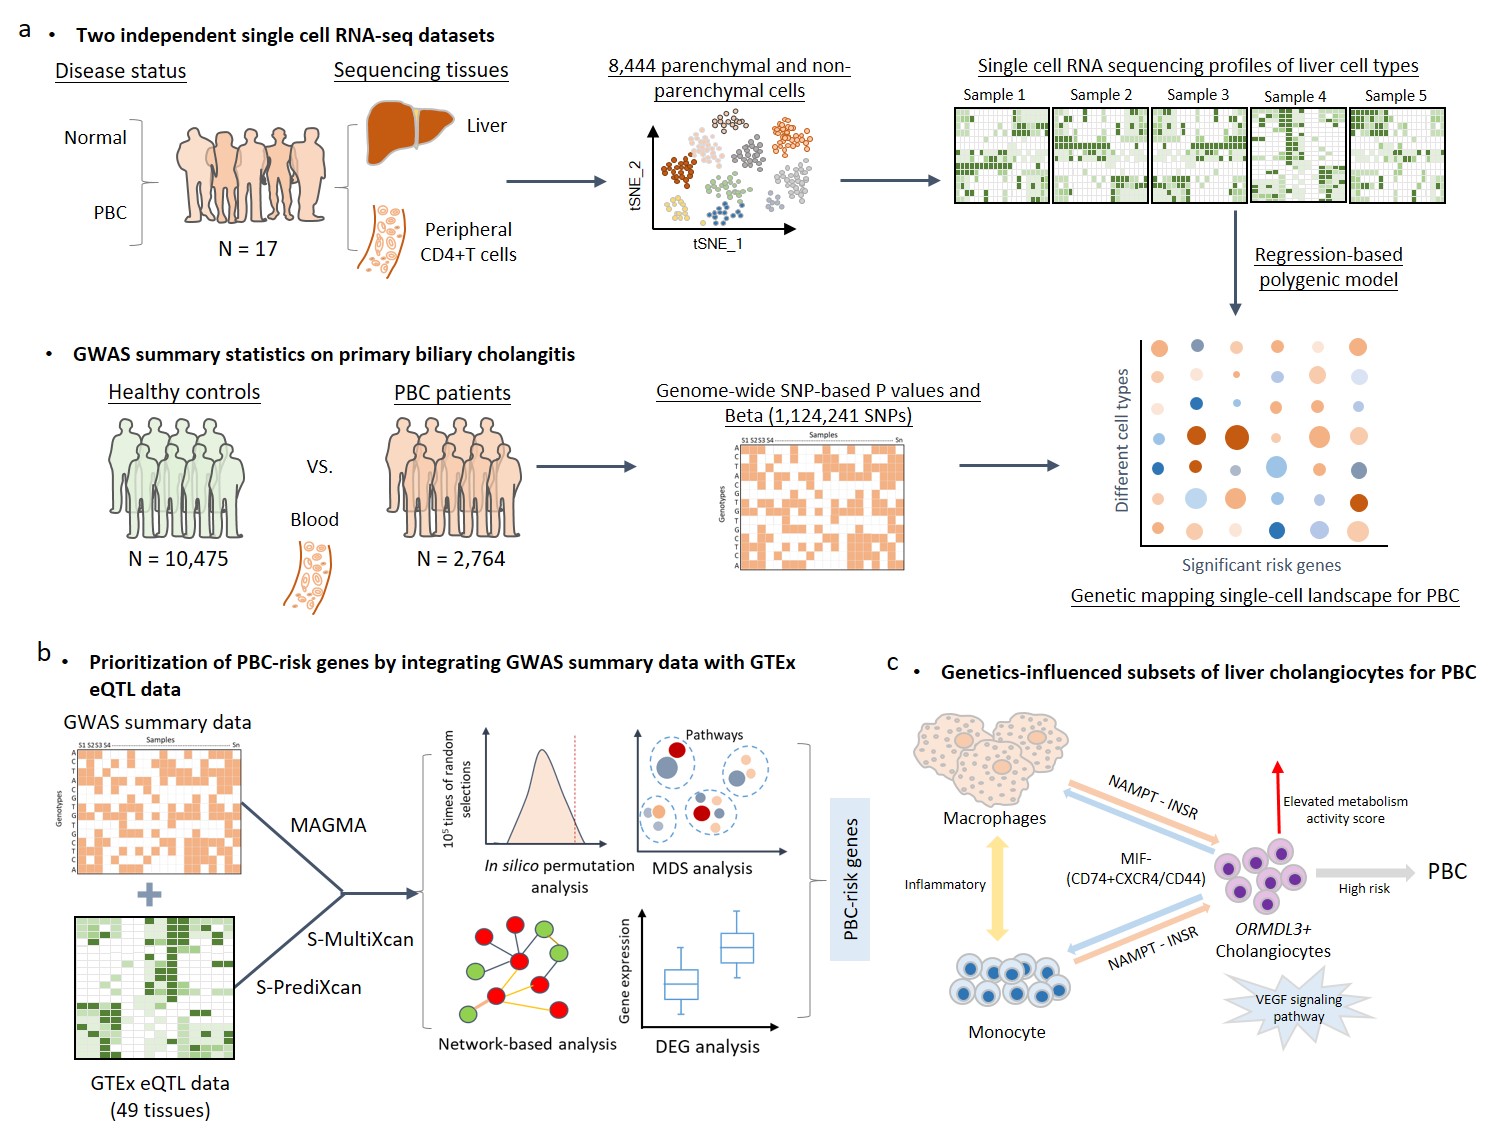 a
• Two independent single cell RNA-seq datasets
Disease status
Sequencing tissues
Normal
PBC
N = 17
Liver
Peripheral
CD4+T cells
8,444 parenchymal and non-
parenchymal cells
tSNE_2
tSNE_1
Single cell RNA sequencing profiles of liver cell types
Sample 1
Sample 2
Sample 3
Sample 4
Sample 5
Regression-based
polygenic model
• GWAS summary statistics on primary biliary cholangitis
Healthy controls
PBC patients
VS.
Blood
N = 10,475
N = 2,764
Genome-wide SNP-based P values and
Beta (1,124,241 SNPs)
Samples
S1 S2 S3 S4 Sn
Genotypes
A
C
T
A
C
G
T
G
T
G
C
T
C
A
Different cell types
Significant risk genes
Genetic mapping single-cell landscape for PBC
b
• Prioritization of PBC-risk genes by integrating GWAS summary data with GTEx
eQTL data
GWAS summary data
Samples
S1 S2 S3 S4 Sn
Genotypes
A
C
T
A
C
G
T
G
T
G
C
T
C
A
GTEx eQTL data
(49 tissues)
MAGMA
S-MultiXcan
S-PrediXcan
10⁵ times of random
selections
In silico permutation
analysis
Pathways
MDS analysis
Network-based analysis
Gene expression
DEG analysis
PBC-risk genes
c
• Genetics-influenced subsets of liver cholangiocytes for PBC
Macrophages
Inflammatory
Monocyte
NAMPT - INSR
MIF-
(CD74+CXCR4/CD44)
NAMPT - INSR
Elevated metabolism
activity score
High risk
PBC
ORMDL3+
Cholangiocytes
VEGF signaling
pathway